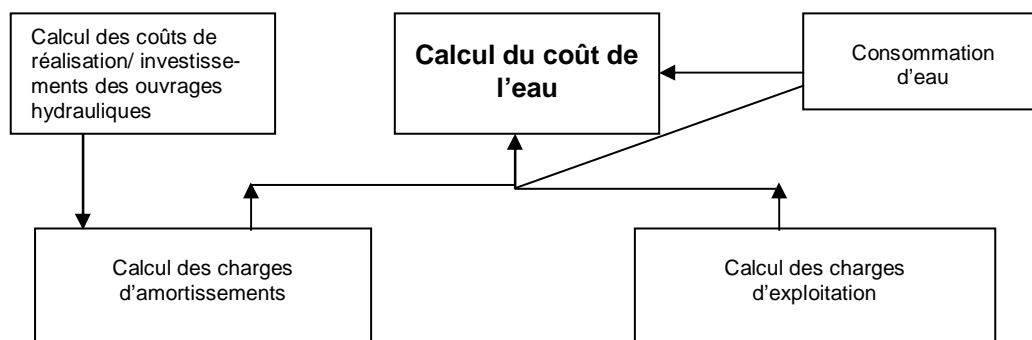 Calcul des coûts de
réalisation/ investisse-
ments des ouvrages
hydrauliques
Calcul du coût de
l’eau
Consommation
d’eau
Calcul des charges
d’amortissements
Calcul des charges
d’exploitation